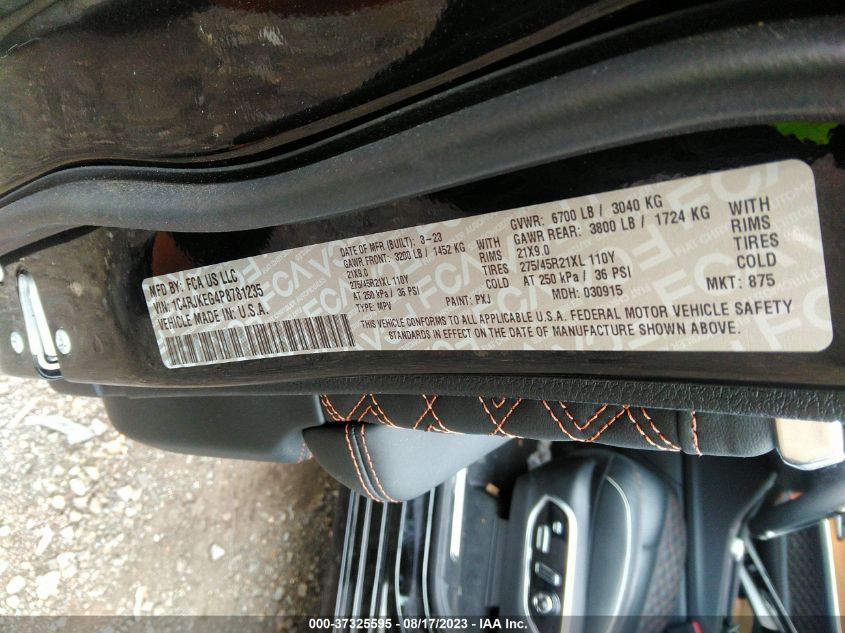 MFD BY: FCA US LLC
VIN: 1C4RJKEG4P8781235
VEHICLE MADE IN: U.S.A.
DATE OF MFR (BUILT): 3-23
GAWR FRONT: 3200 LB / 1452 KG WITH
21X9.0 RIMS
275/45R21XL 110Y TIRES
AT 250 kPa / 36 PSI COLD
TYPE: MPV PAINT: PXJ
GVWR: 6700 LB / 3040 KG
GAWR REAR: 3800 LB / 1724 KG WITH
21X9.0 RIMS
275/45R21XL 110Y TIRES
AT 250 kPa / 36 PSI COLD
MDH: 030915 MKT: 875
THIS VEHICLE CONFORMS TO ALL APPLICABLE U.S.A. FEDERAL MOTOR VEHICLE SAFETY
STANDARDS IN EFFECT ON THE DATE OF MANUFACTURE SHOWN ABOVE.
000-37325595 - 08/17/2023 - IAA Inc.